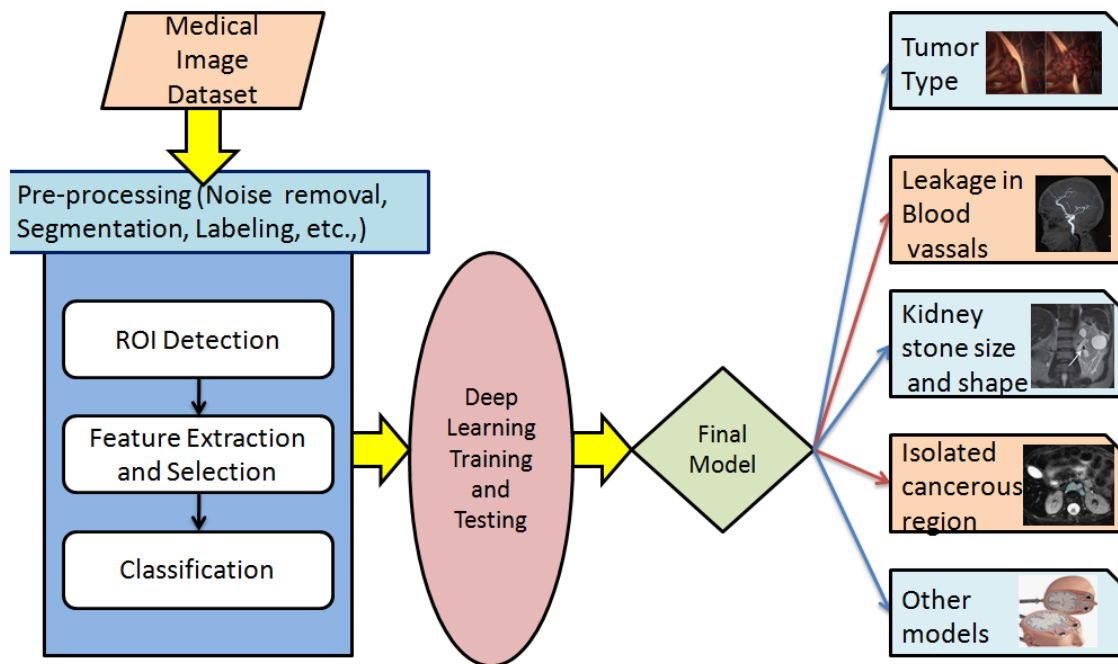 Medical
Image
Dataset
Pre-processing (Noise removal,
Segmentation, Labeling, etc.,)
ROI Detection
Feature Extraction
and Selection
Classification
Deep
Learning
Training
and
Testing
Final
Model
Tumor
Type
Leakage in
Blood
vassals
Kidney
stone size
and shape
Isolated
cancerous
region
Other
models